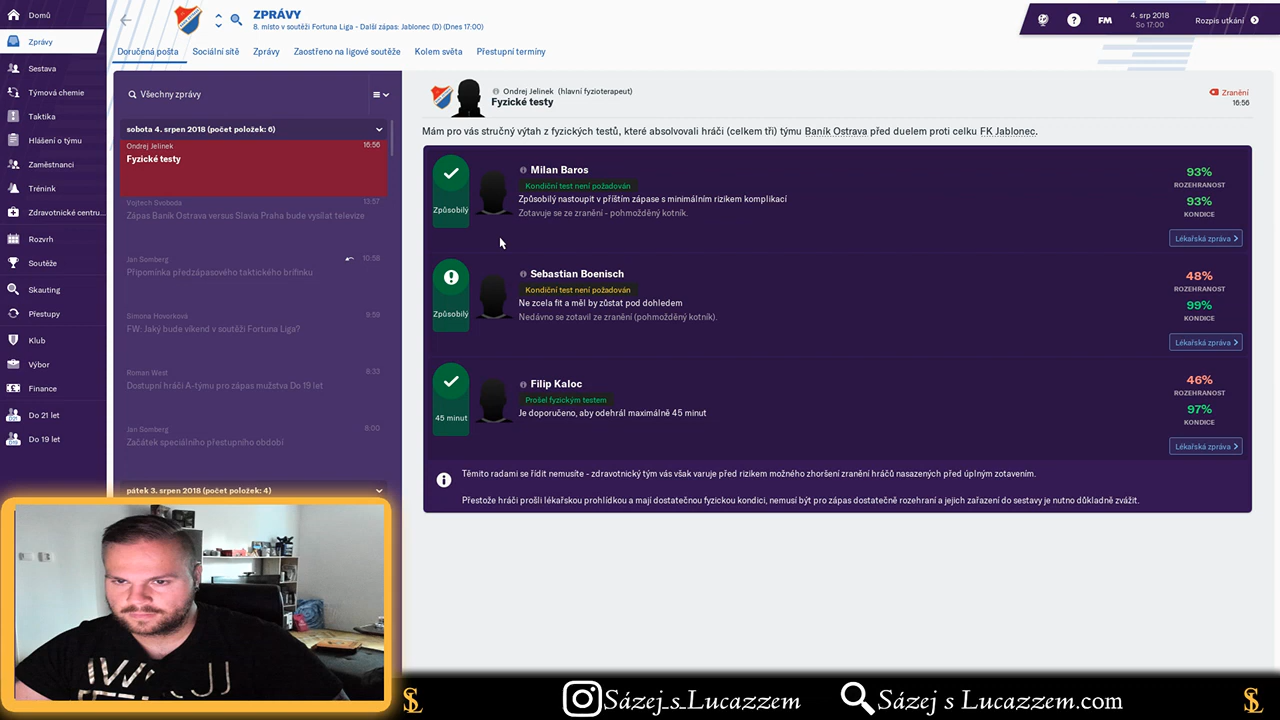 Domů
Zprávy
Sestava
Týmová chemie
Taktika
Hlášení o týmu
Zaměstnanci
Trénink
Zdravotnické centru...
Rozvrh
Soutěže
Skauting
Přestupy
Klub
Výbor
Finance
Do 21 let
Do 19 let
ZPRÁVY
8. místo v soutěži Fortuna Liga - Další zápas: Jablonec (D) (Dnes 17:00)
FM
4. srp 2018
So 17:00
Rozpis utkání
Doručená pošta
Sociální sítě
Zprávy
Zaostřeno na ligové soutěže
Kolem světa
Přestupní termíny
Všechny zprávy
sobota 4. srpen 2018 (počet položek: 6)
Ondrej Jelinek 16:56
Fyzické testy
Vojtech Svoboda 13:57
Zápas Baník Ostrava versus Slavia Praha bude vysílat televize
Jan Somberg 10:58
Připomínka předzápasového taktického brífinku
Simona Hovorková 9:59
FW: Jaký bude víkend v soutěži Fortuna Liga?
Roman West 8:33
Dostupní hráči A-týmu pro zápas mužstva Do 19 let
Jan Somberg 8:00
Začátek speciálního přestupního období
pátek 3. srpen 2018 (počet položek: 4)
Ondrej Jelinek (hlavní fyzioterapeut)
Fyzické testy
Zranění
16:56
Mám pro vás stručný výtah z fyzických testů, které absolvovali hráči (celkem tři) týmu Baník Ostrava před duelem proti celku FK Jablonec.
Způsobilý
Milan Baros
Kondiční test není požadován
Způsobilý nastoupit v příštím zápase s minimálním rizikem komplikací
Zotavuje se ze zranění - pohmožděný kotník.
93%
ROZEHRANOST
93%
KONDICE
Lékařská zpráva
Způsobilý
Sebastian Boenisch
Kondiční test není požadován
Ne zcela fit a měl by zůstat pod dohledem
Nedávno se zotavil ze zranění (pohmožděný kotník).
48%
ROZEHRANOST
99%
KONDICE
Lékařská zpráva
45 minut
Filip Kaloc
Prošel fyzickým testem
Je doporučeno, aby odehrál maximálně 45 minut
46%
ROZEHRANOST
97%
KONDICE
Lékařská zpráva
Těmito radami se řídit nemusíte - zdravotnický tým vás však varuje před rizikem možného zhoršení zranění hráčů nasazených před úplným zotavením.
Přestože hráči prošli lékařskou prohlídkou a mají dostatečnou fyzickou kondici, nemusí být pro zápas dostatečně rozehraní a jejich zařazení do sestavy je nutno důkladně zvážit.
Sázej_s_Lucazzem
Sázej s Lucazzem.com